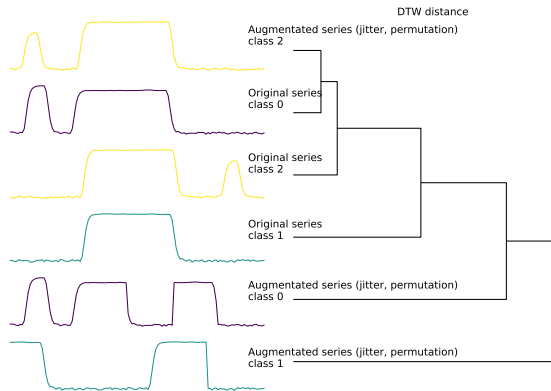 DTW distance
Augmentated series (jitter, permutation)
class 2
Original series
class 0
Original series
class 2
Original series
class 1
Augmentated series (jitter, permutation)
class 0
Augmentated series (jitter, permutation)
class 1